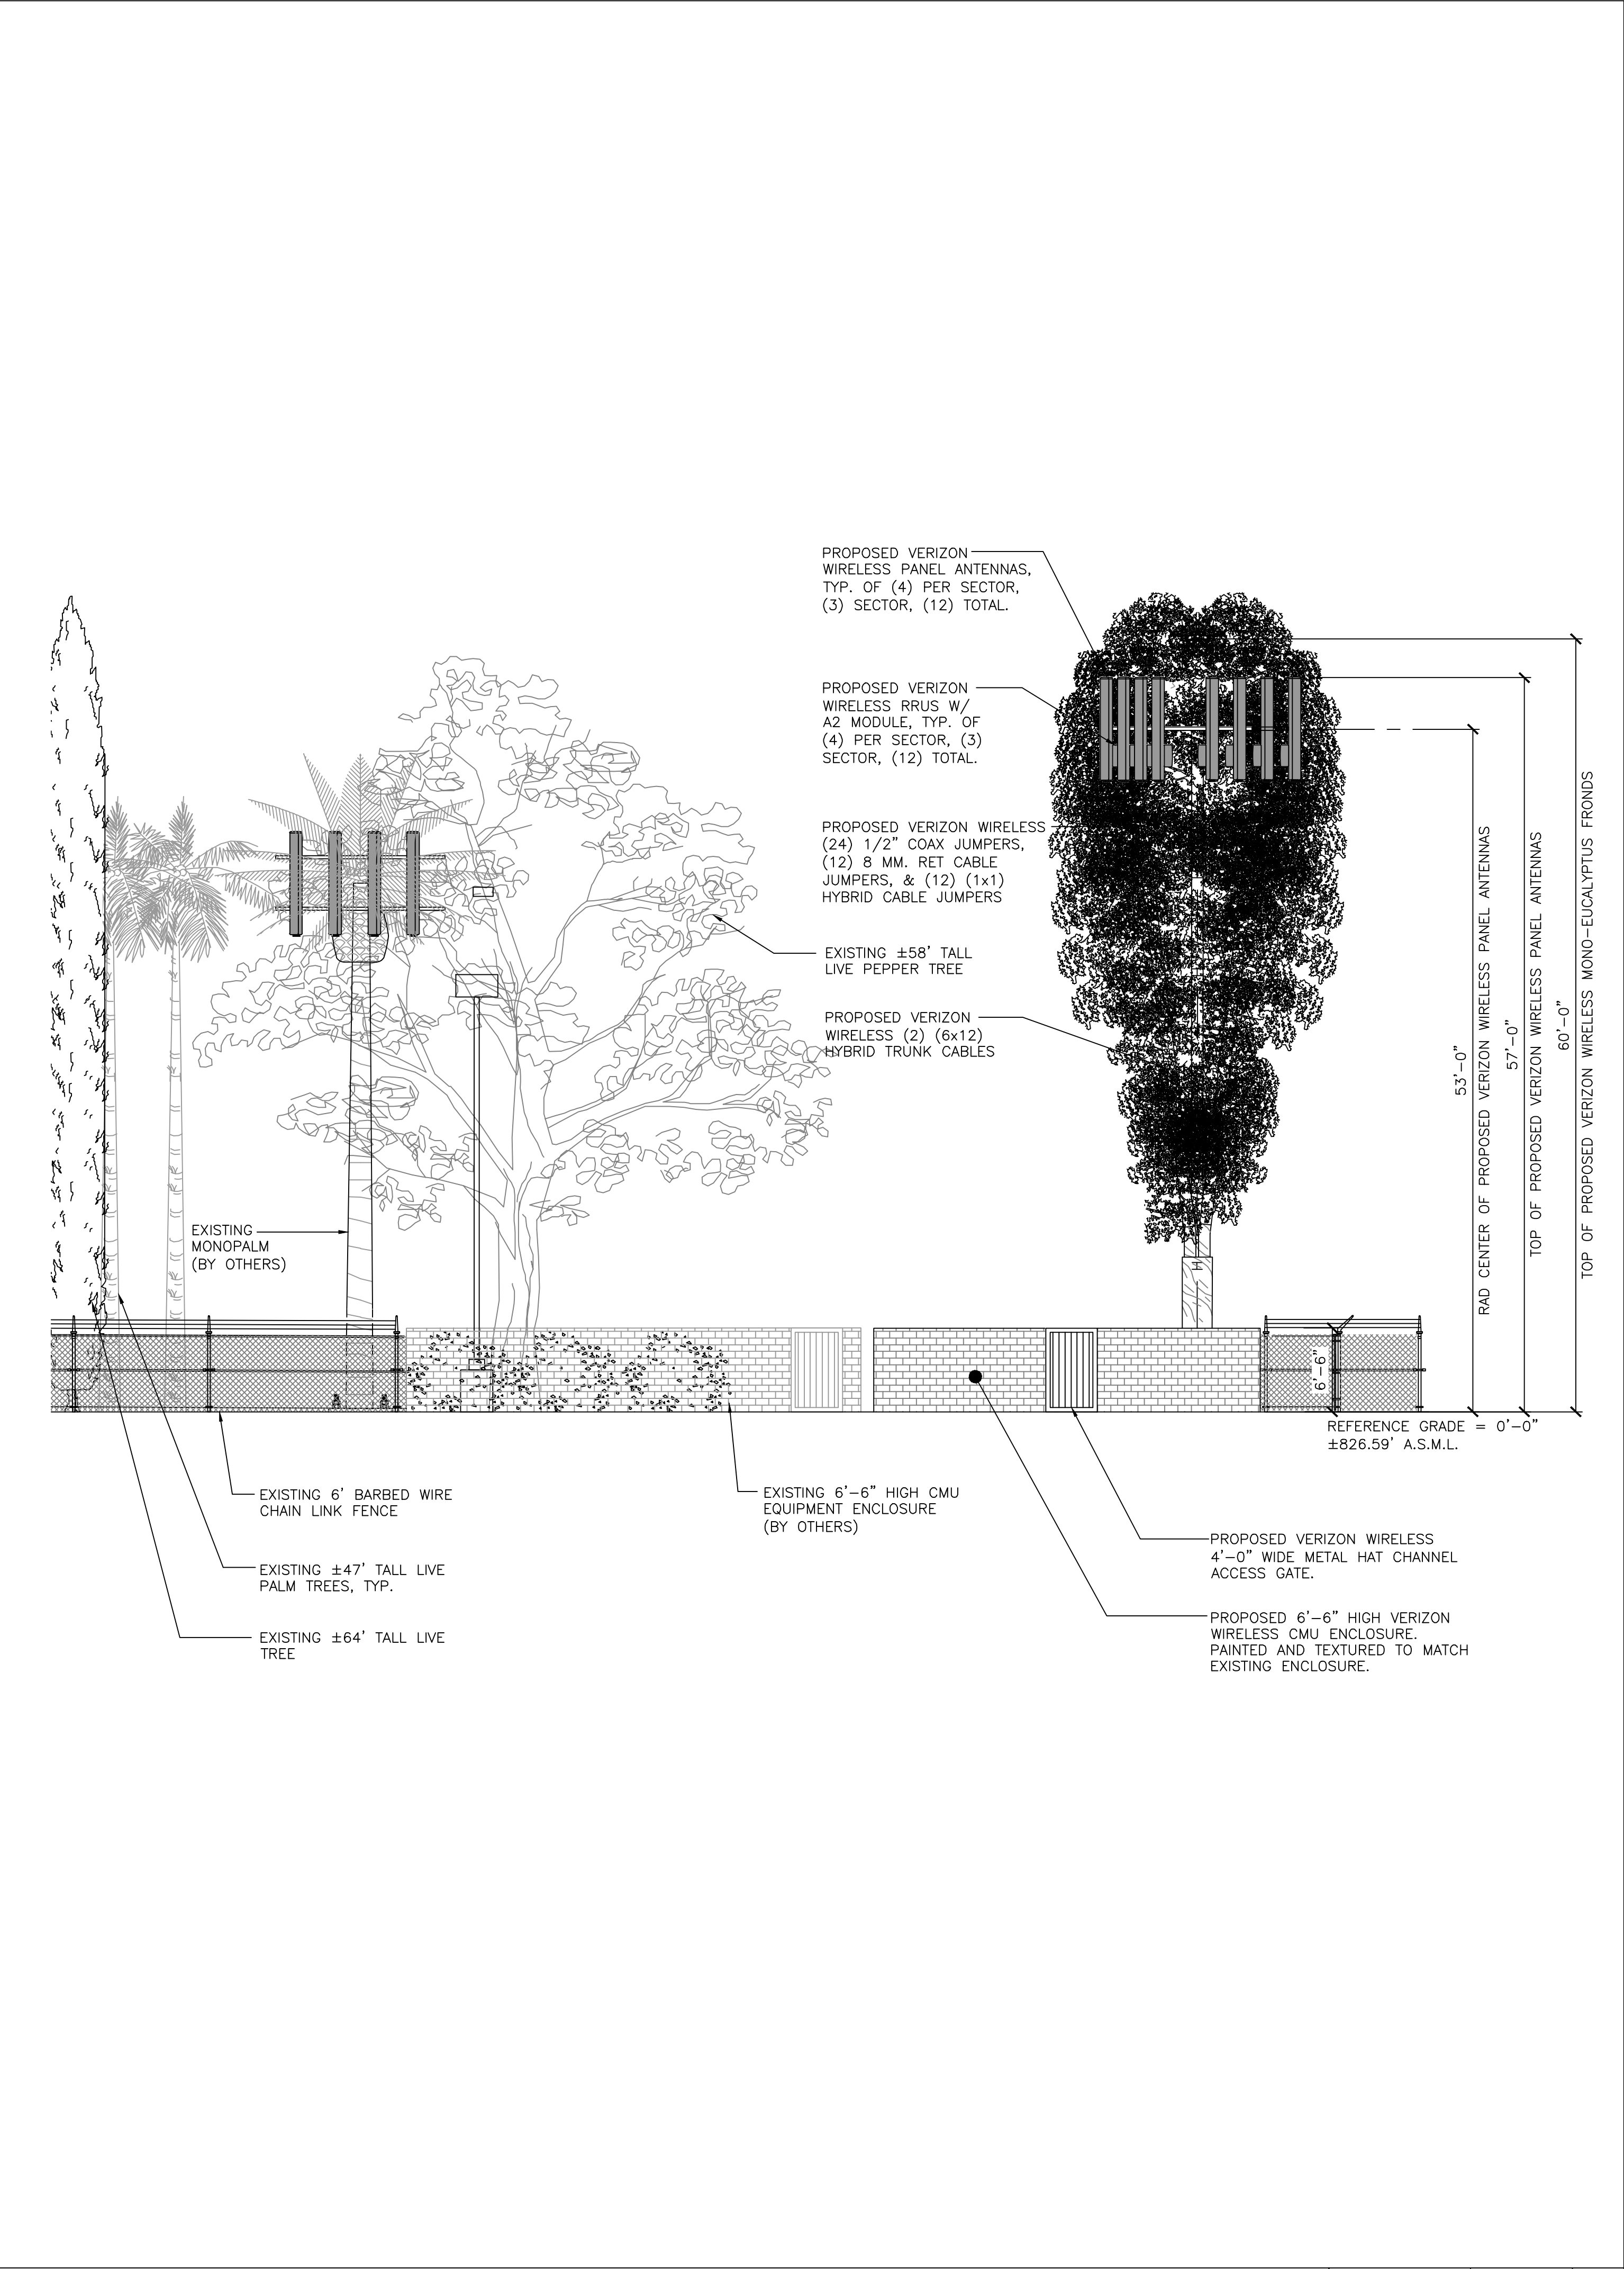 PROPOSED VERIZON
WIRELESS PANEL ANTENNAS,
TYP. OF (4) PER SECTOR,
(3) SECTOR, (12) TOTAL.
PROPOSED VERIZON
WIRELESS RRUS W/
A2 MODULE, TYP. OF
(4) PER SECTOR, (3)
SECTOR, (12) TOTAL.
PROPOSED VERIZON WIRELESS
(24) 1/2" COAX JUMPERS,
(12) 8 MM. RET CABLE
JUMPERS, & (12) (1x1)
HYBRID CABLE JUMPERS
EXISTING ±58' TALL
LIVE PEPPER TREE
PROPOSED VERIZON
WIRELESS (2) (6x12)
HYBRID TRUNK CABLES
EXISTING
MONOPALM
(BY OTHERS)
53'-0"
RAD CENTER OF PROPOSED VERIZON WIRELESS PANEL ANTENNAS
57'-0"
TOP OF PROPOSED VERIZON WIRELESS PANEL ANTENNAS
60'-0"
TOP OF PROPOSED VERIZON WIRELESS MONO-EUCALYPTUS FRONDS
H
6'-6"
REFERENCE GRADE = 0'-0"
±826.59' A.S.M.L.
EXISTING 6' BARBED WIRE
CHAIN LINK FENCE
EXISTING ±47' TALL LIVE
PALM TREES, TYP.
EXISTING ±64' TALL LIVE
TREE
EXISTING 6'-6" HIGH CMU
EQUIPMENT ENCLOSURE
(BY OTHERS)
PROPOSED VERIZON WIRELESS
4'-0" WIDE METAL HAT CHANNEL
ACCESS GATE.
PROPOSED 6'-6" HIGH VERIZON
WIRELESS CMU ENCLOSURE.
PAINTED AND TEXTURED TO MATCH
EXISTING ENCLOSURE.